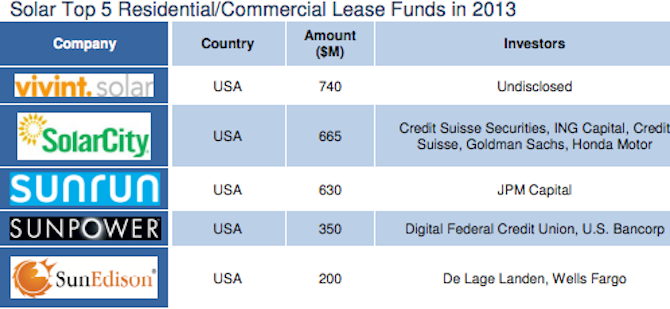 Solar Top 5 Residential/Commercial Lease Funds in 2013
Company Country Amount ($M) Investors
vivint.solar USA 740 Undisclosed
SolarCity USA 665 Credit Suisse Securities, ING Capital, Credit
Suisse, Goldman Sachs, Honda Motor
sunrun USA 630 JPM Capital
SUNPOWER USA 350 Digital Federal Credit Union, U.S. Bancorp
SunEdison USA 200 De Lage Landen, Wells Fargo